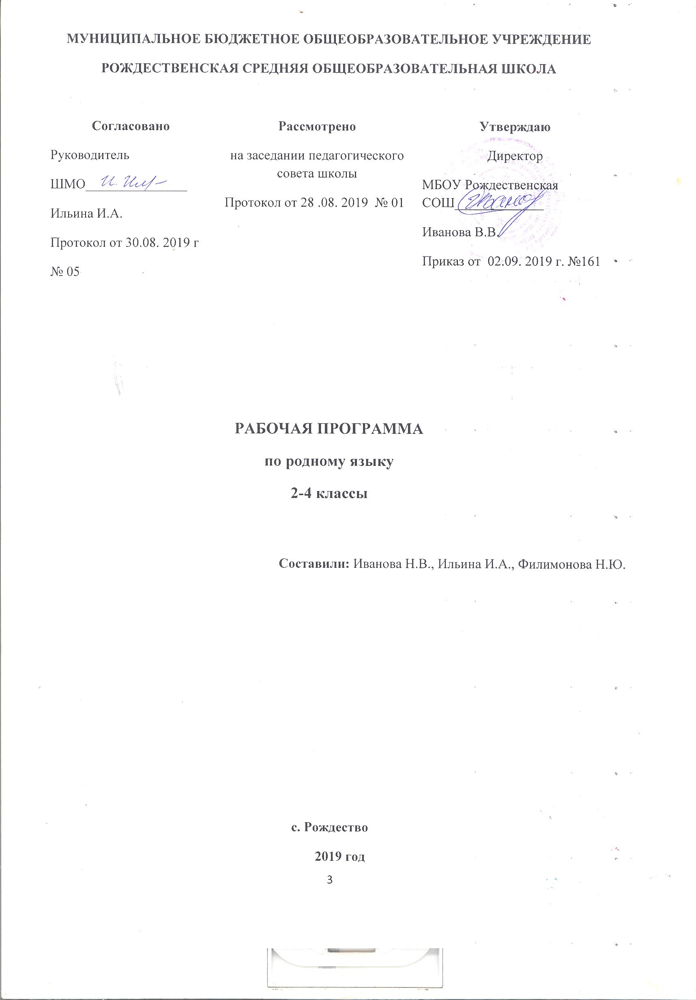 МУНИЦИПАЛЬНОЕ БЮДЖЕТНОЕ ОБЩЕОБРАЗОВАТЕЛЬНОЕ УЧРЕЖДЕНИЕ
РОЖДЕСТВЕНСКАЯ СРЕДНЯЯ ОБЩЕОБРАЗОВАТЕЛЬНАЯ ШКОЛА
Согласовано
Руководитель
ШМО
Ильина И.А.
Протокол от 30.08. 2019 г
№ 05
Рассмотрено
на заседании педагогического
совета школы
Протокол от 28 .08. 2019 № 01
Утверждаю
Директор
МБОУ Рождественская
СОШ
Иванова В.В.
Приказ от 02.09. 2019 г. №161
РАБОЧАЯ ПРОГРАММА
по родному языку
2-4 классы
Составили: Иванова Н.В., Ильина И.А., Филимонова Н.Ю.
с. Рождество
2019 год
3